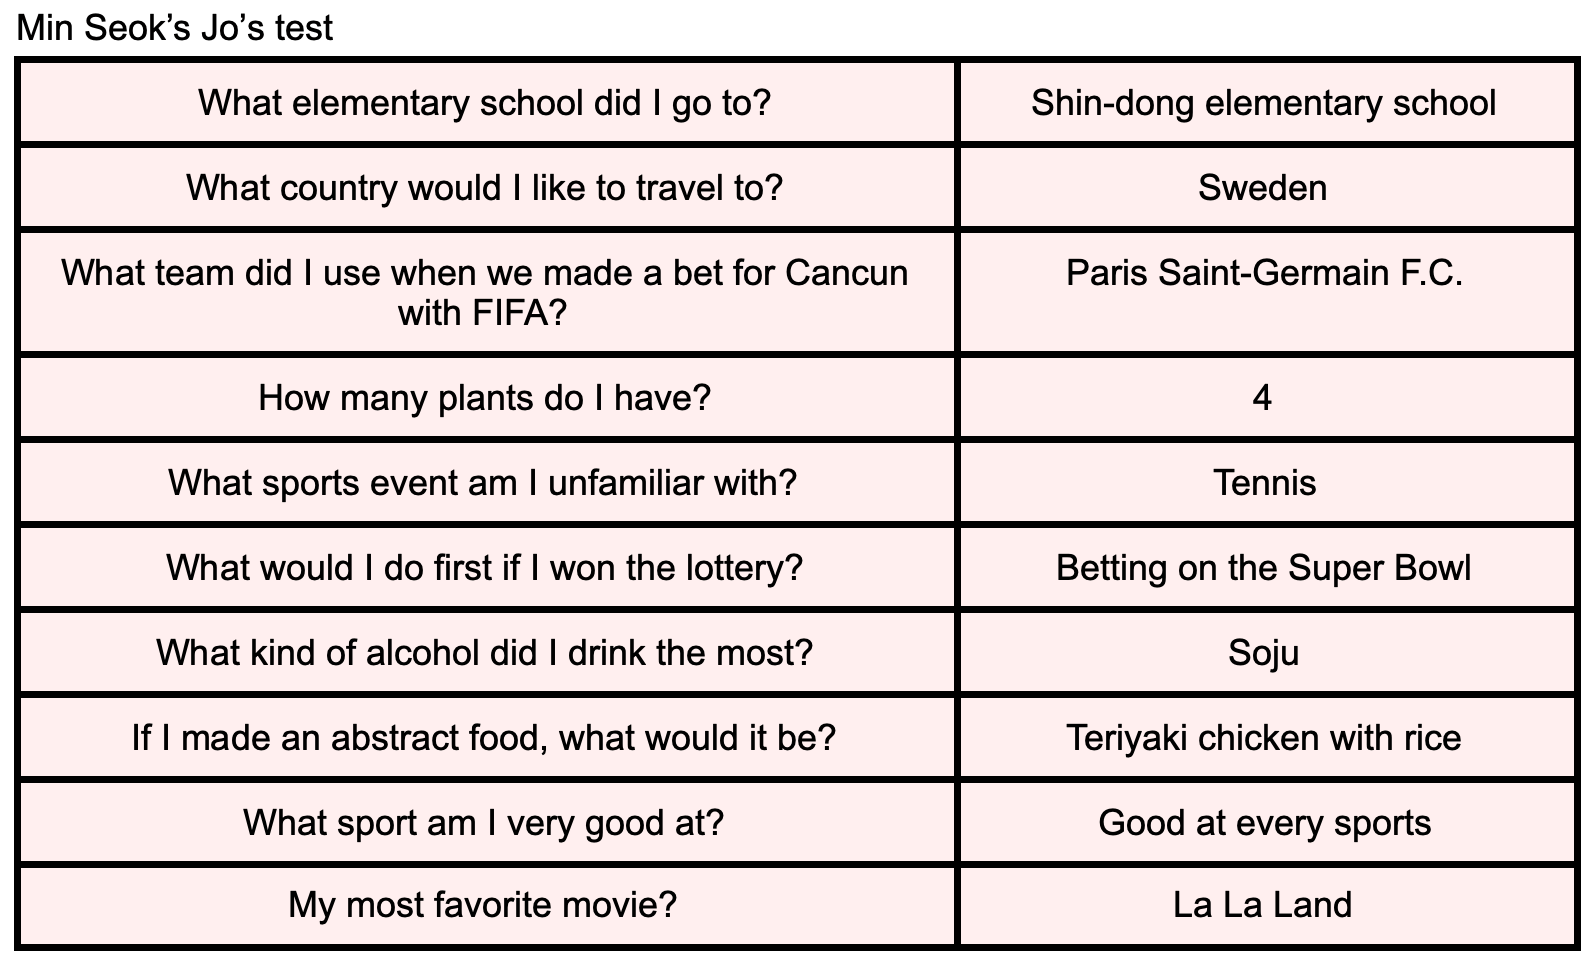 Min Seok’s Jo’s test
What elementary school did I go to?
Shin-dong elementary school
What country would I like to travel to?
Sweden
What team did I use when we made a bet for Cancun
with FIFA?
Paris Saint-Germain F.C.
How many plants do I have?
4
What sports event am I unfamiliar with?
Tennis
What would I do first if I won the lottery?
Betting on the Super Bowl
What kind of alcohol did I drink the most?
Soju
If I made an abstract food, what would it be?
Teriyaki chicken with rice
What sport am I very good at?
Good at every sports
My most favorite movie?
La La Land